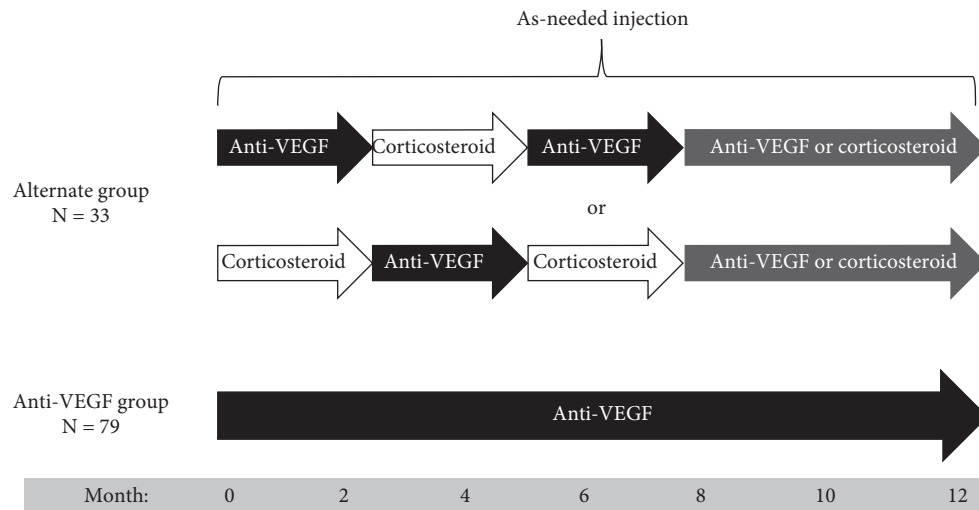 As-needed injection
Anti-VEGF Corticosteroid Anti-VEGF Anti-VEGF or corticosteroid
Alternate group
N = 33
or
Corticosteroid Anti-VEGF Corticosteroid Anti-VEGF or corticosteroid
Anti-VEGF group
N = 79
Anti-VEGF
Month: 0 2 4 6 8 10 12